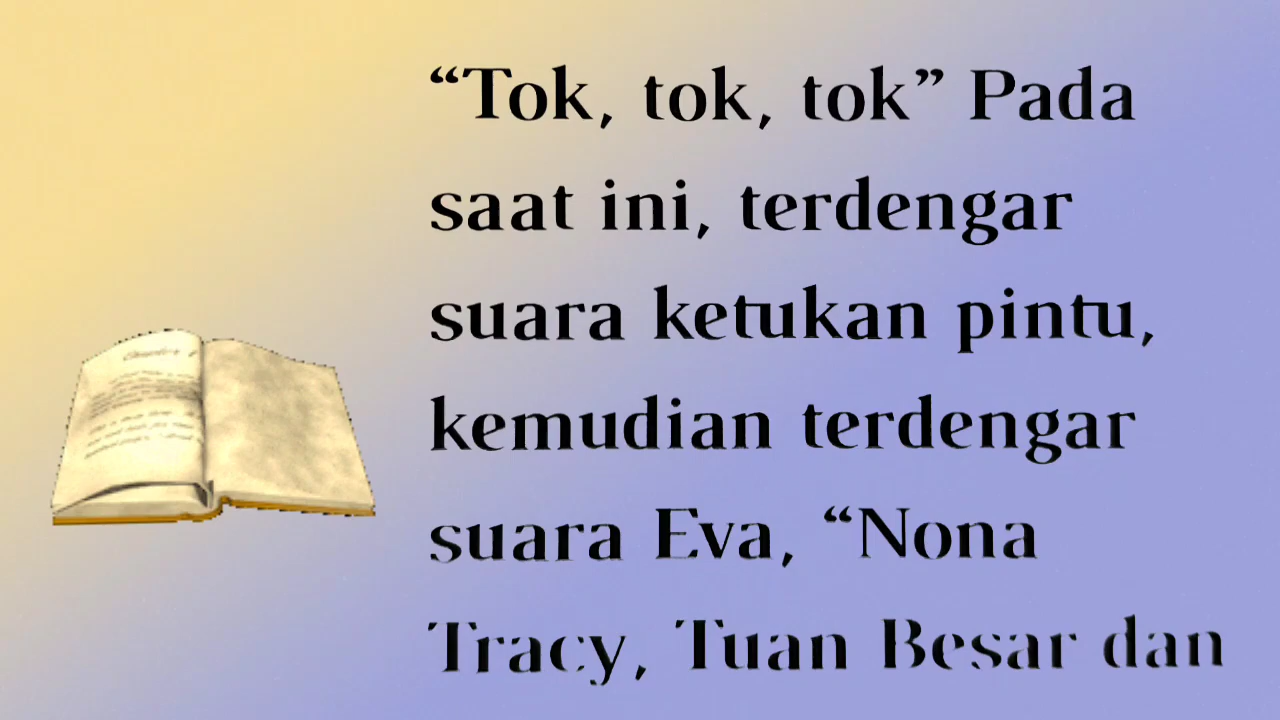 “Tok, tok, tok” Pada
saat ini, terdengar
suara ketukan pintu,
kemudian terdengar
suara Eva, “Nona
Tracy, Tuan Besar dan